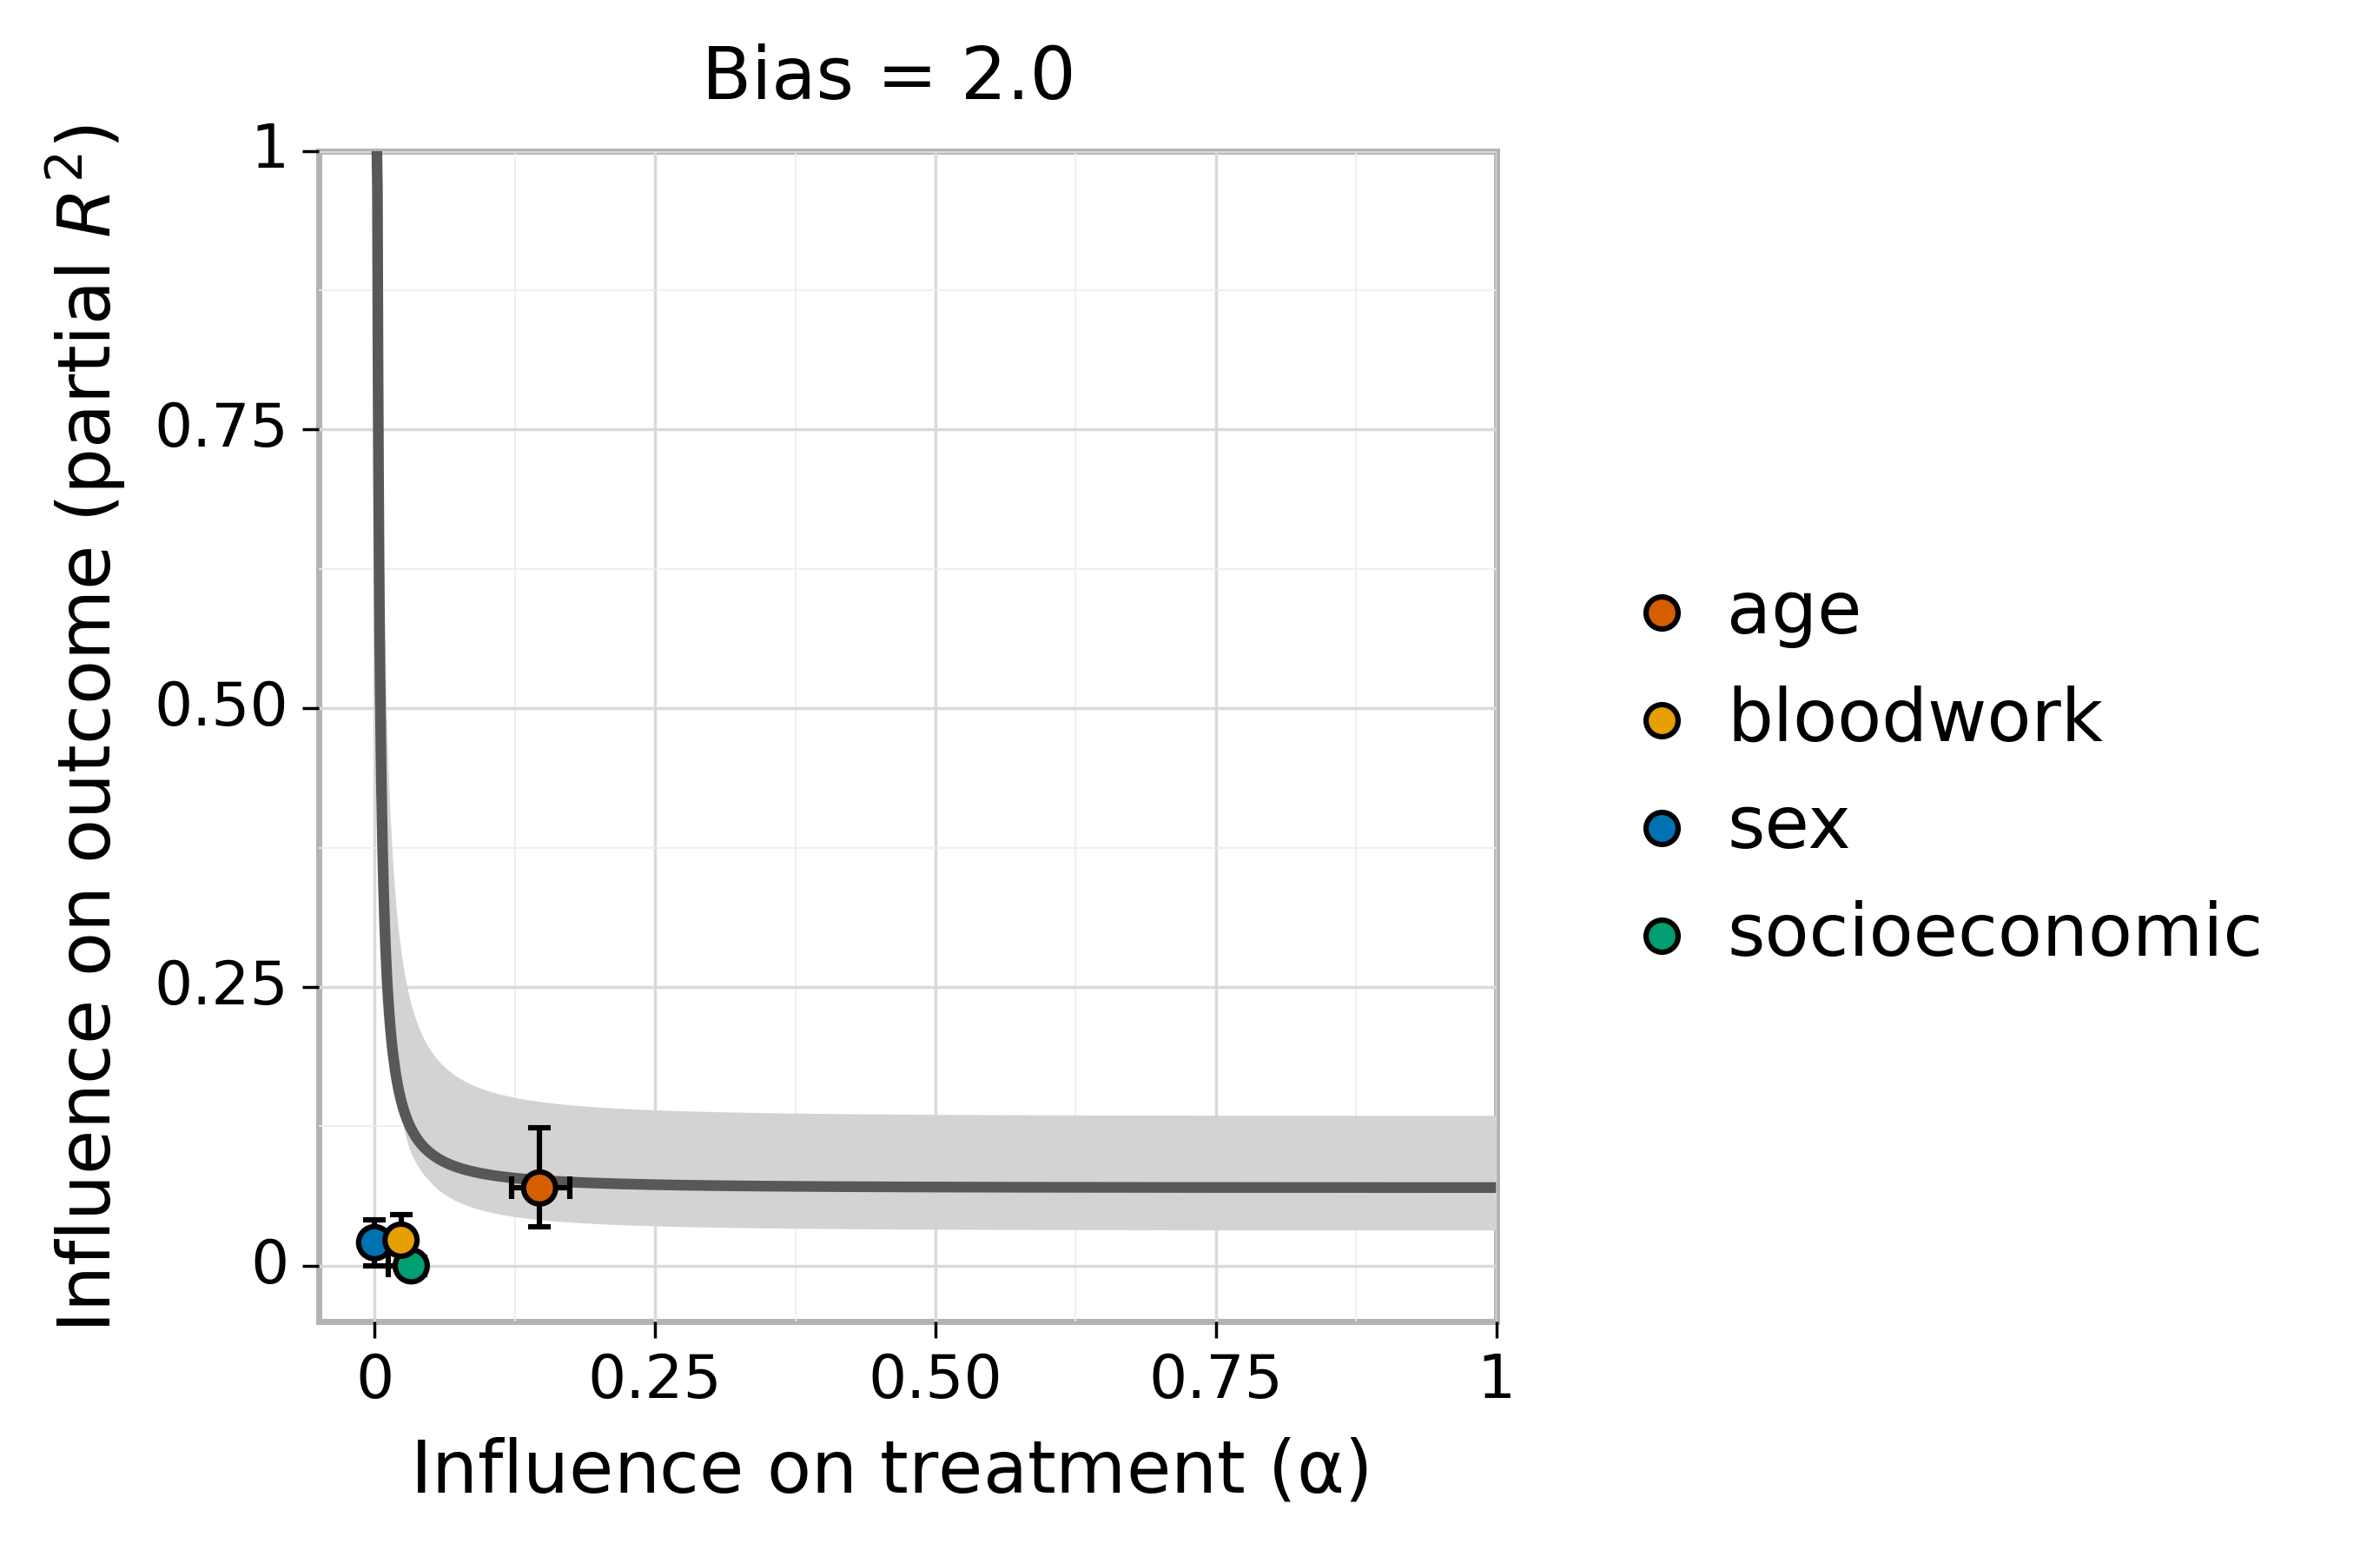 Bias = 2.0
Influence on outcome (partial R²)
1
0.75
0.50
0.25
0
0
0.25
0.50
0.75
1
Influence on treatment (α)
age
bloodwork
sex
socioeconomic